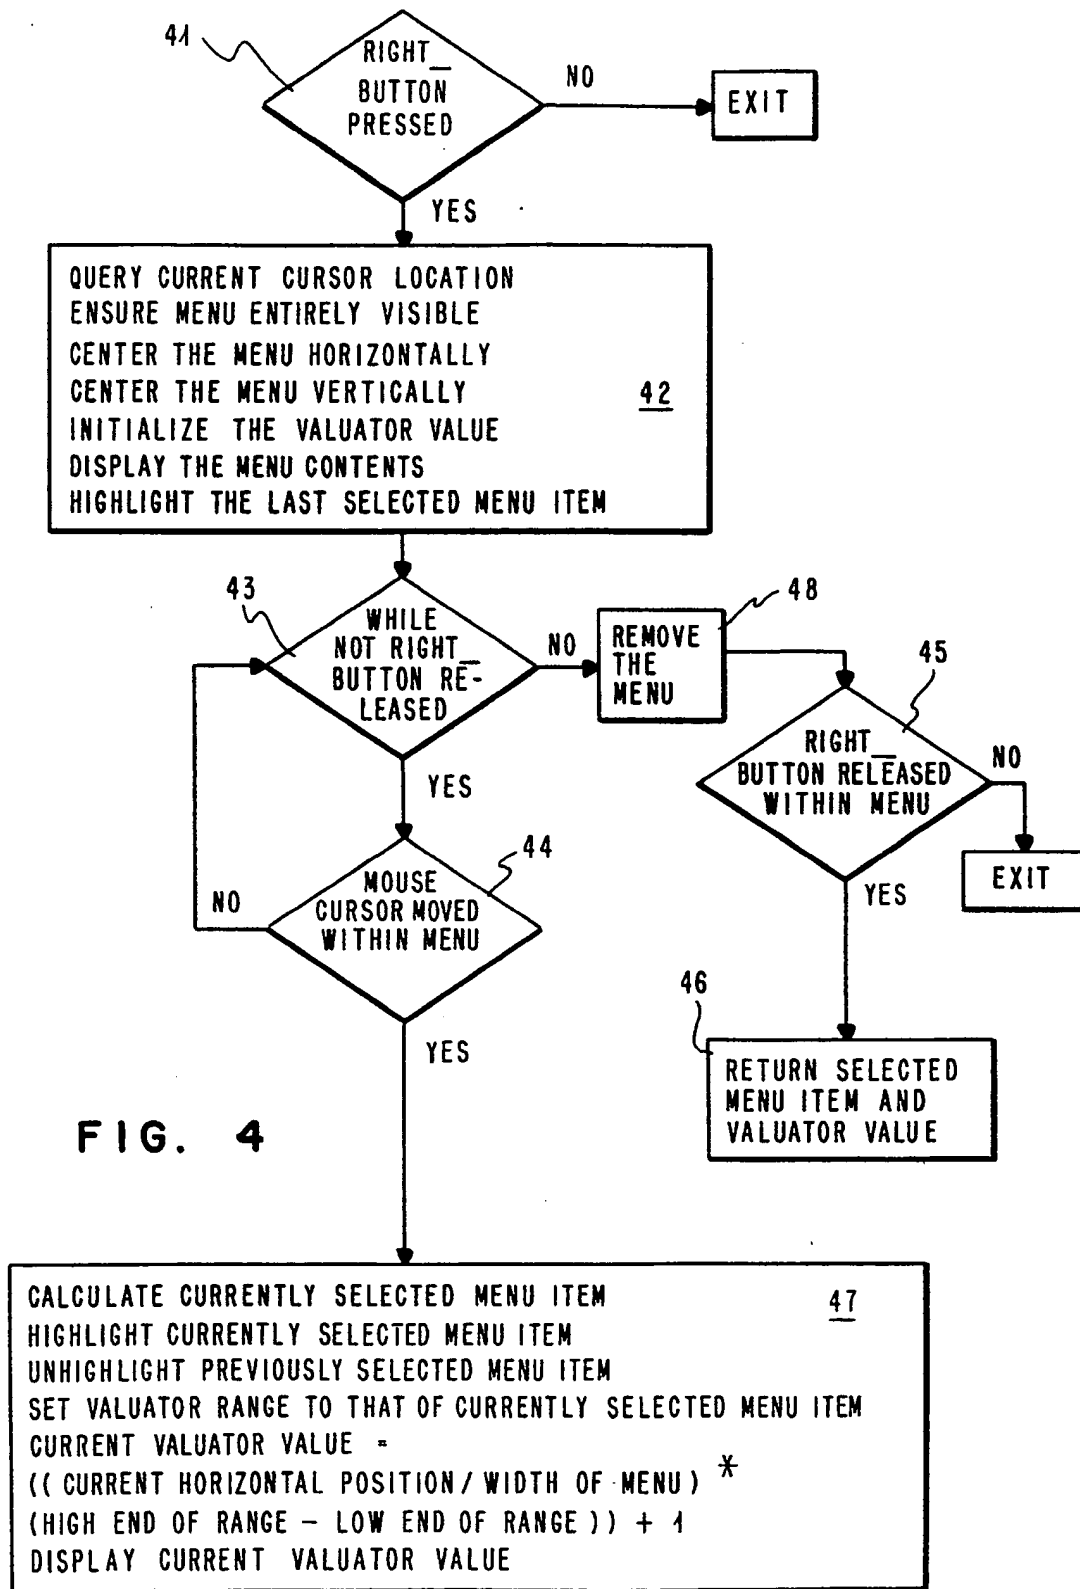 41
RIGHT_
BUTTON
PRESSED
NO
EXIT
YES
QUERY CURRENT CURSOR LOCATION
ENSURE MENU ENTIRELY VISIBLE
CENTER THE MENU HORIZONTALLY
CENTER THE MENU VERTICALLY
42
INITIALIZE THE VALUATOR VALUE
DISPLAY THE MENU CONTENTS
HIGHLIGHT THE LAST SELECTED MENU ITEM
43
WHILE
NOT RIGHT_
BUTTON RE-
LEASED
NO
YES
48
REMOVE
THE
MENU
45
RIGHT_
BUTTON RELEASED
WITHIN MENU
NO
EXIT
YES
44
MOUSE
CURSOR MOVED
WITHIN MENU
NO
YES
46
RETURN SELECTED
MENU ITEM AND
VALUATOR VALUE
FIG. 4
CALCULATE CURRENTLY SELECTED MENU ITEM
47
HIGHLIGHT CURRENTLY SELECTED MENU ITEM
UNHIGHLIGHT PREVIOUSLY SELECTED MENU ITEM
SET VALUATOR RANGE TO THAT OF CURRENTLY SELECTED MENU ITEM
CURRENT VALUATOR VALUE =
((CURRENT HORIZONTAL POSITION/WIDTH OF MENU) *
(HIGH END OF RANGE - LOW END OF RANGE)) + 1
DISPLAY CURRENT VALUATOR VALUE